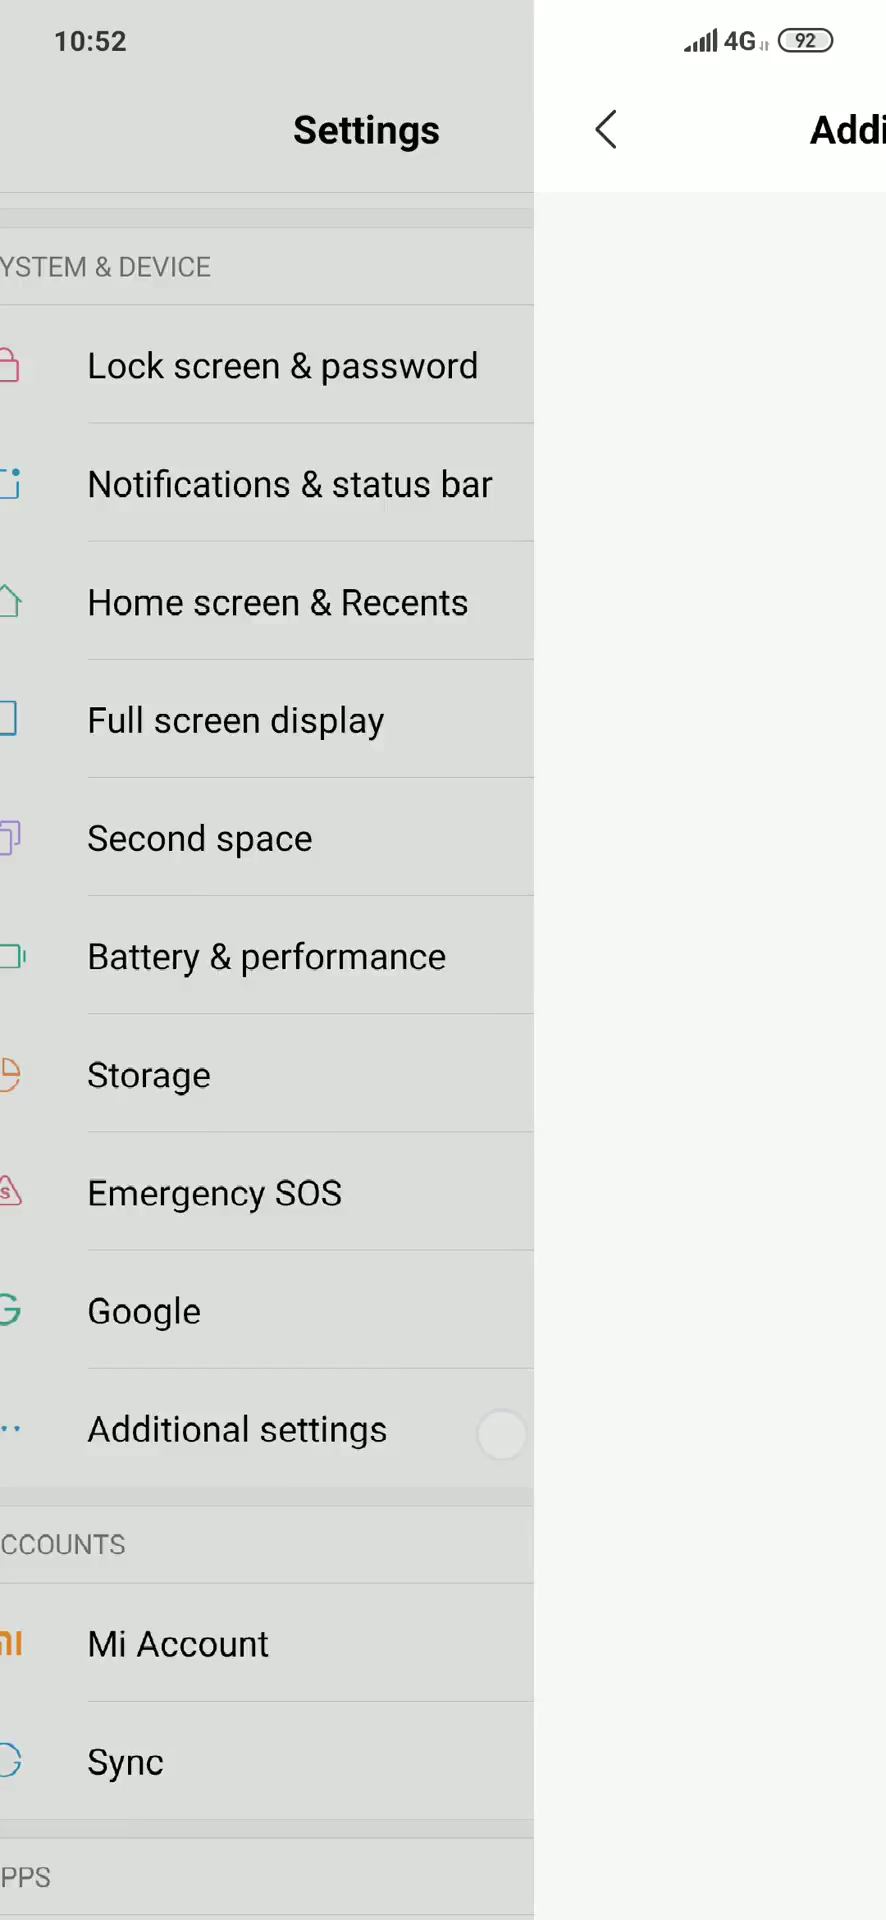 10:52
4G 92
Settings
Addi
YSTEM & DEVICE
Lock screen & password
Notifications & status bar
Home screen & Recents
Full screen display
Second space
Battery & performance
Storage
Emergency SOS
Google
Additional settings
CCOUNTS
Mi Account
Sync
PPS